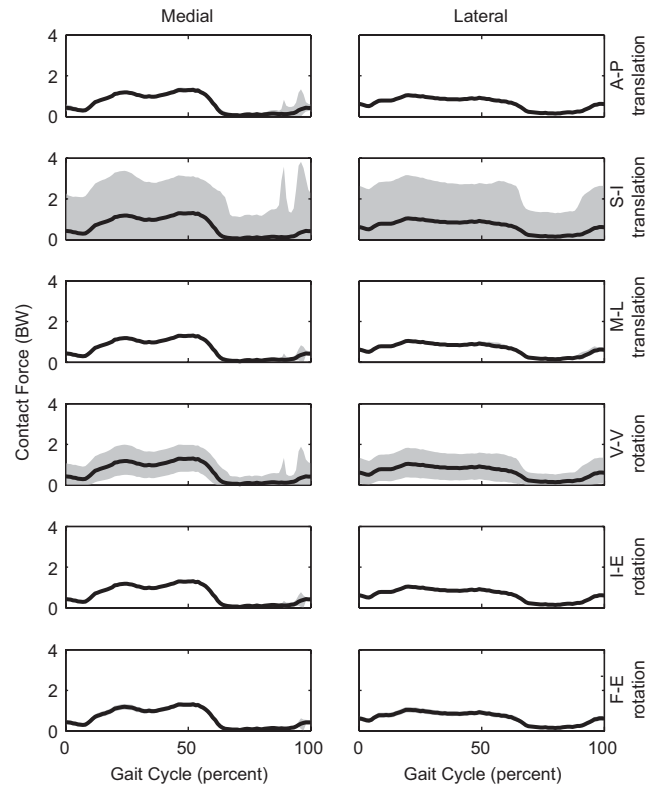 Medial
Lateral
4
2
0
A-P
translation
4
2
0
S-I
translation
4
2
0
M-L
translation
Contact Force (BW)
4
2
0
V-V
rotation
4
2
0
I-E
rotation
4
2
0
F-E
rotation
0
50
100
0
50
100
Gait Cycle (percent)
Gait Cycle (percent)